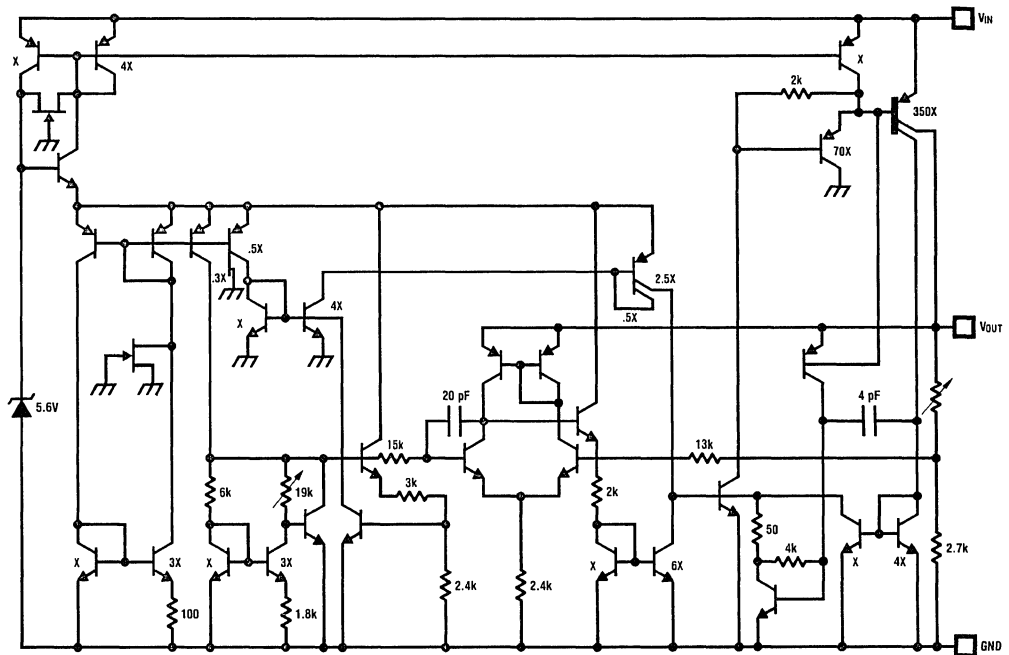 VIN
X
4X
X
2k
350X
70X
.5X
.3X
4X
X
2.5X
.5X
VOUT
20 pF
4 pF
5.6V
15k
13k
6k
19k
3k
2k
50
4k
X
3X
X
3X
X
6X
X
4X
2.7k
100
1.8k
2.4k
2.4k
GND